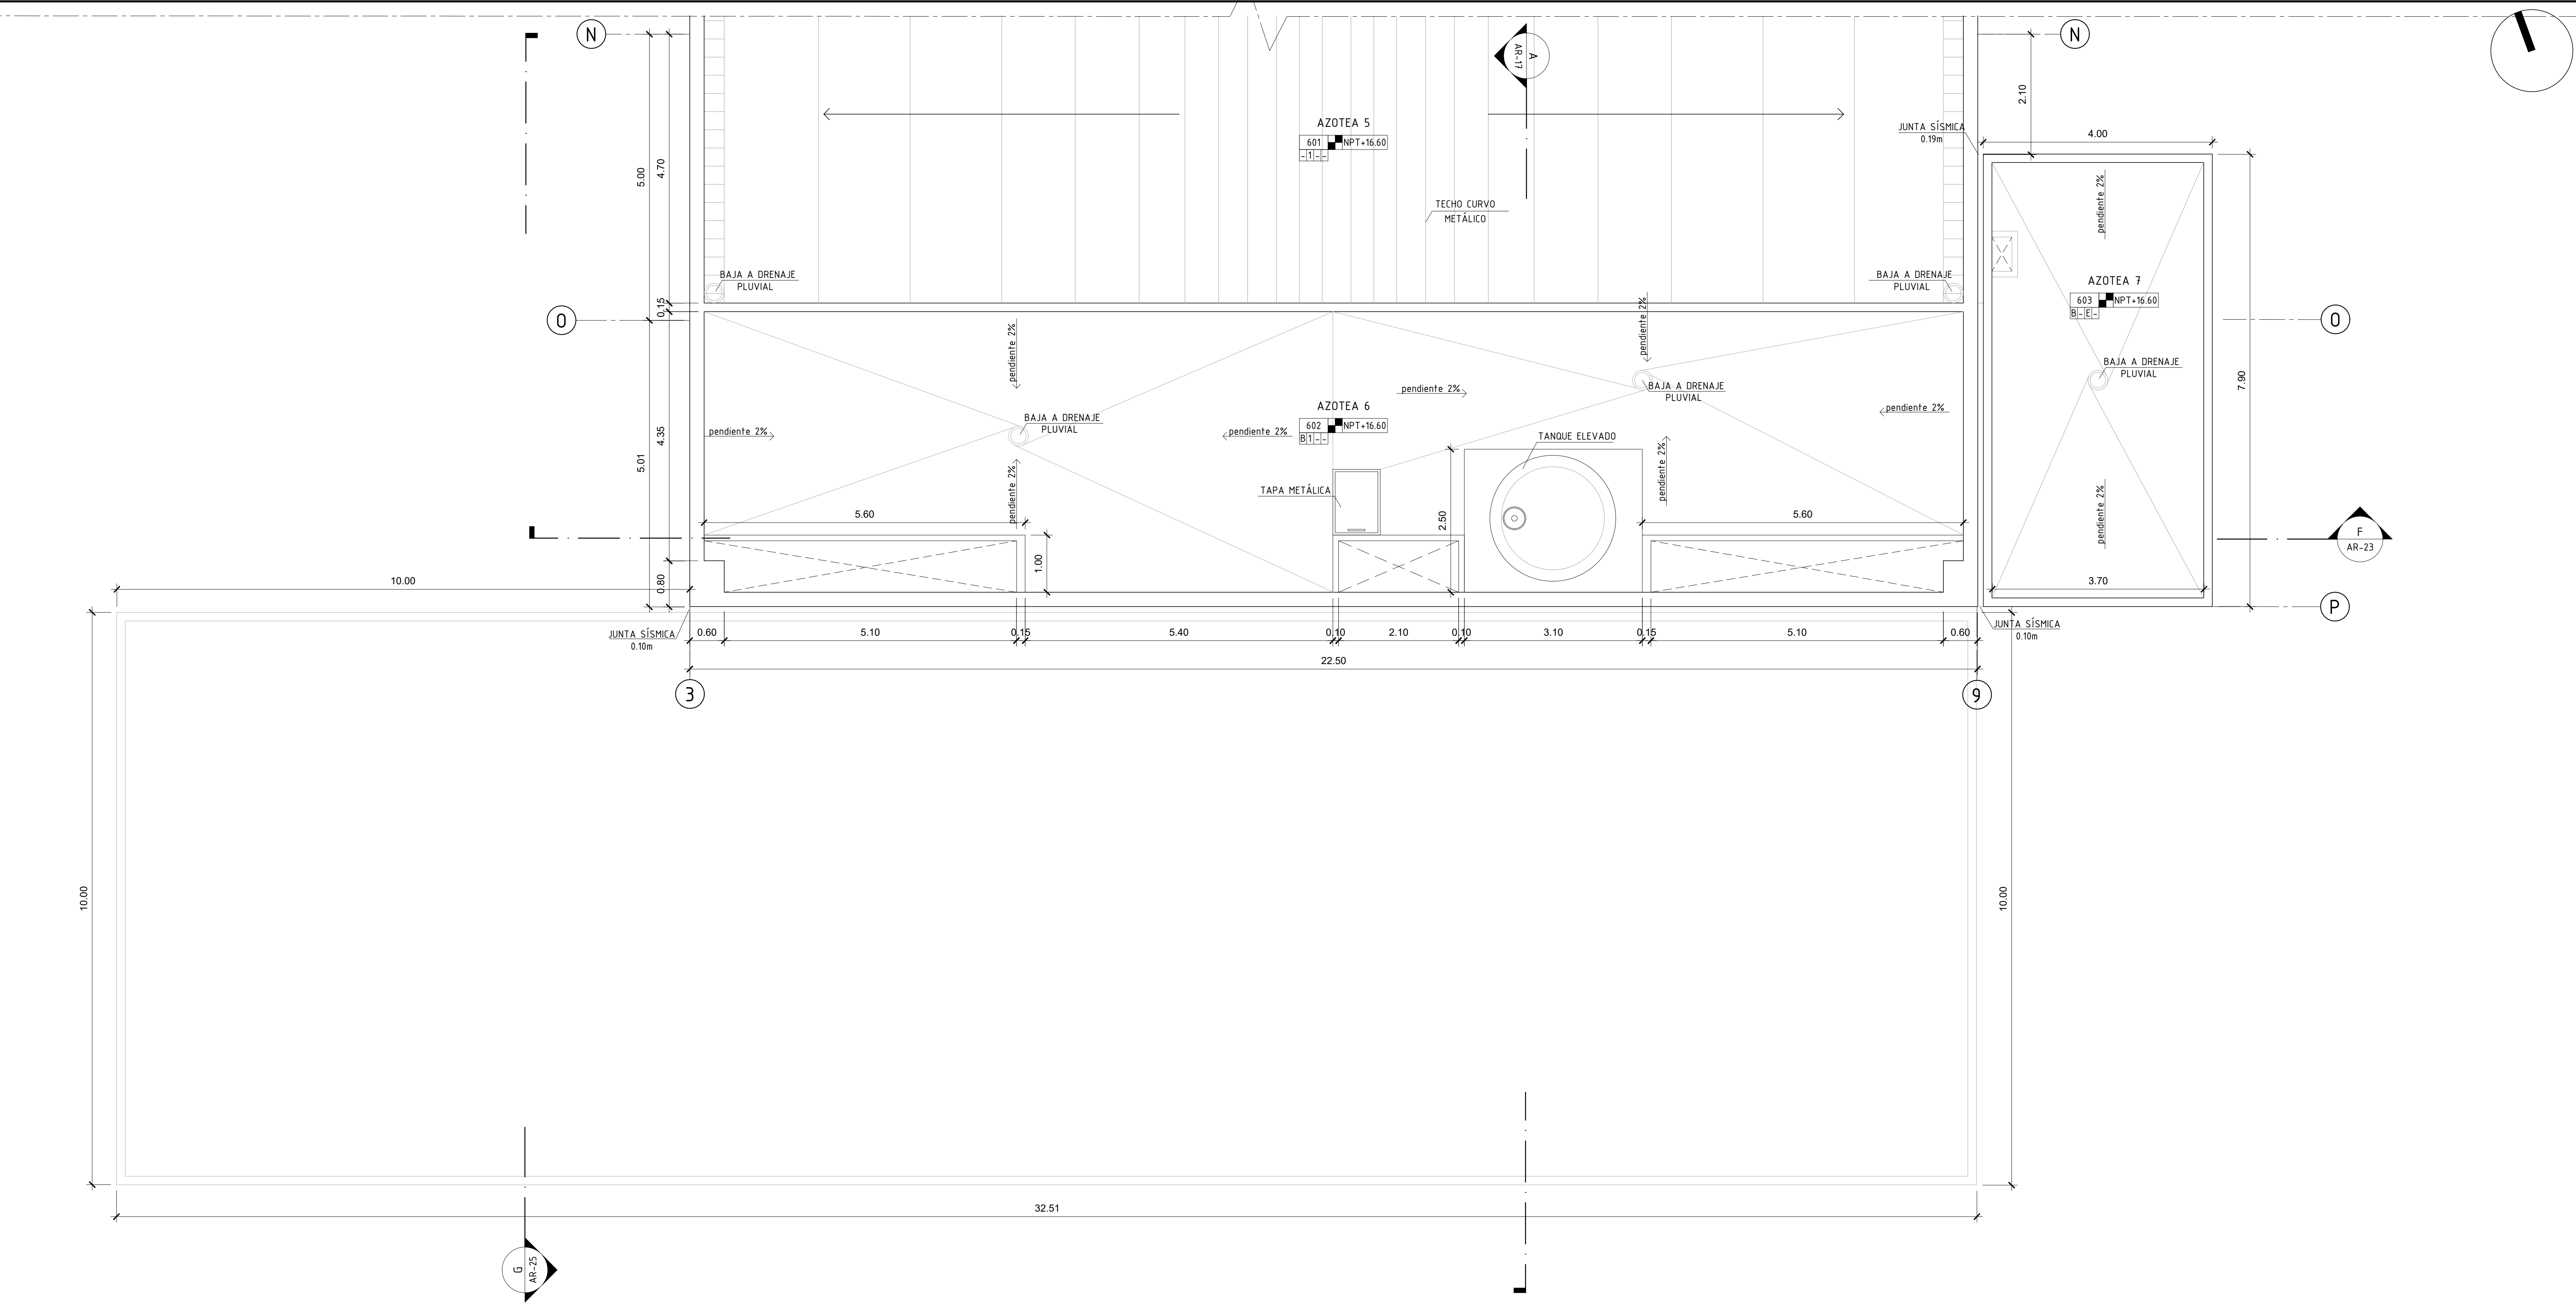 N
N
A
AR-17
2.10
5.00
4.70
AZOTEA 5
601
NPT+16.60
-1--
JUNTA SÍSMICA
0.19m
4.00
pendiente 2%
TECHO CURVO
METÁLICO
BAJA A DRENAJE
PLUVIAL
BAJA A DRENAJE
PLUVIAL
AZOTEA 7
603
NPT+16.60
B-E-
0.15
O
O
pendiente 2%
pendiente 2%
BAJA A DRENAJE
PLUVIAL
7.90
pendiente 2%
BAJA A DRENAJE
PLUVIAL
AZOTEA 6
602
NPT+16.60
B1--
pendiente 2%
BAJA A DRENAJE
PLUVIAL
4.35
5.01
pendiente 2%
pendiente 2%
TANQUE ELEVADO
pendiente 2%
pendiente 2%
TAPA METÁLICA
pendiente 2%
5.60
2.50
5.60
F
AR-23
1.00
10.00
0.80
3.70
P
JUNTA SÍSMICA
0.10m
0.60
5.10
0.15
5.40
0.10
2.10
0.10
3.10
0.15
5.10
0.60
JUNTA SÍSMICA
0.10m
22.50
3
9
10.00
10.00
32.51
G
AR-25